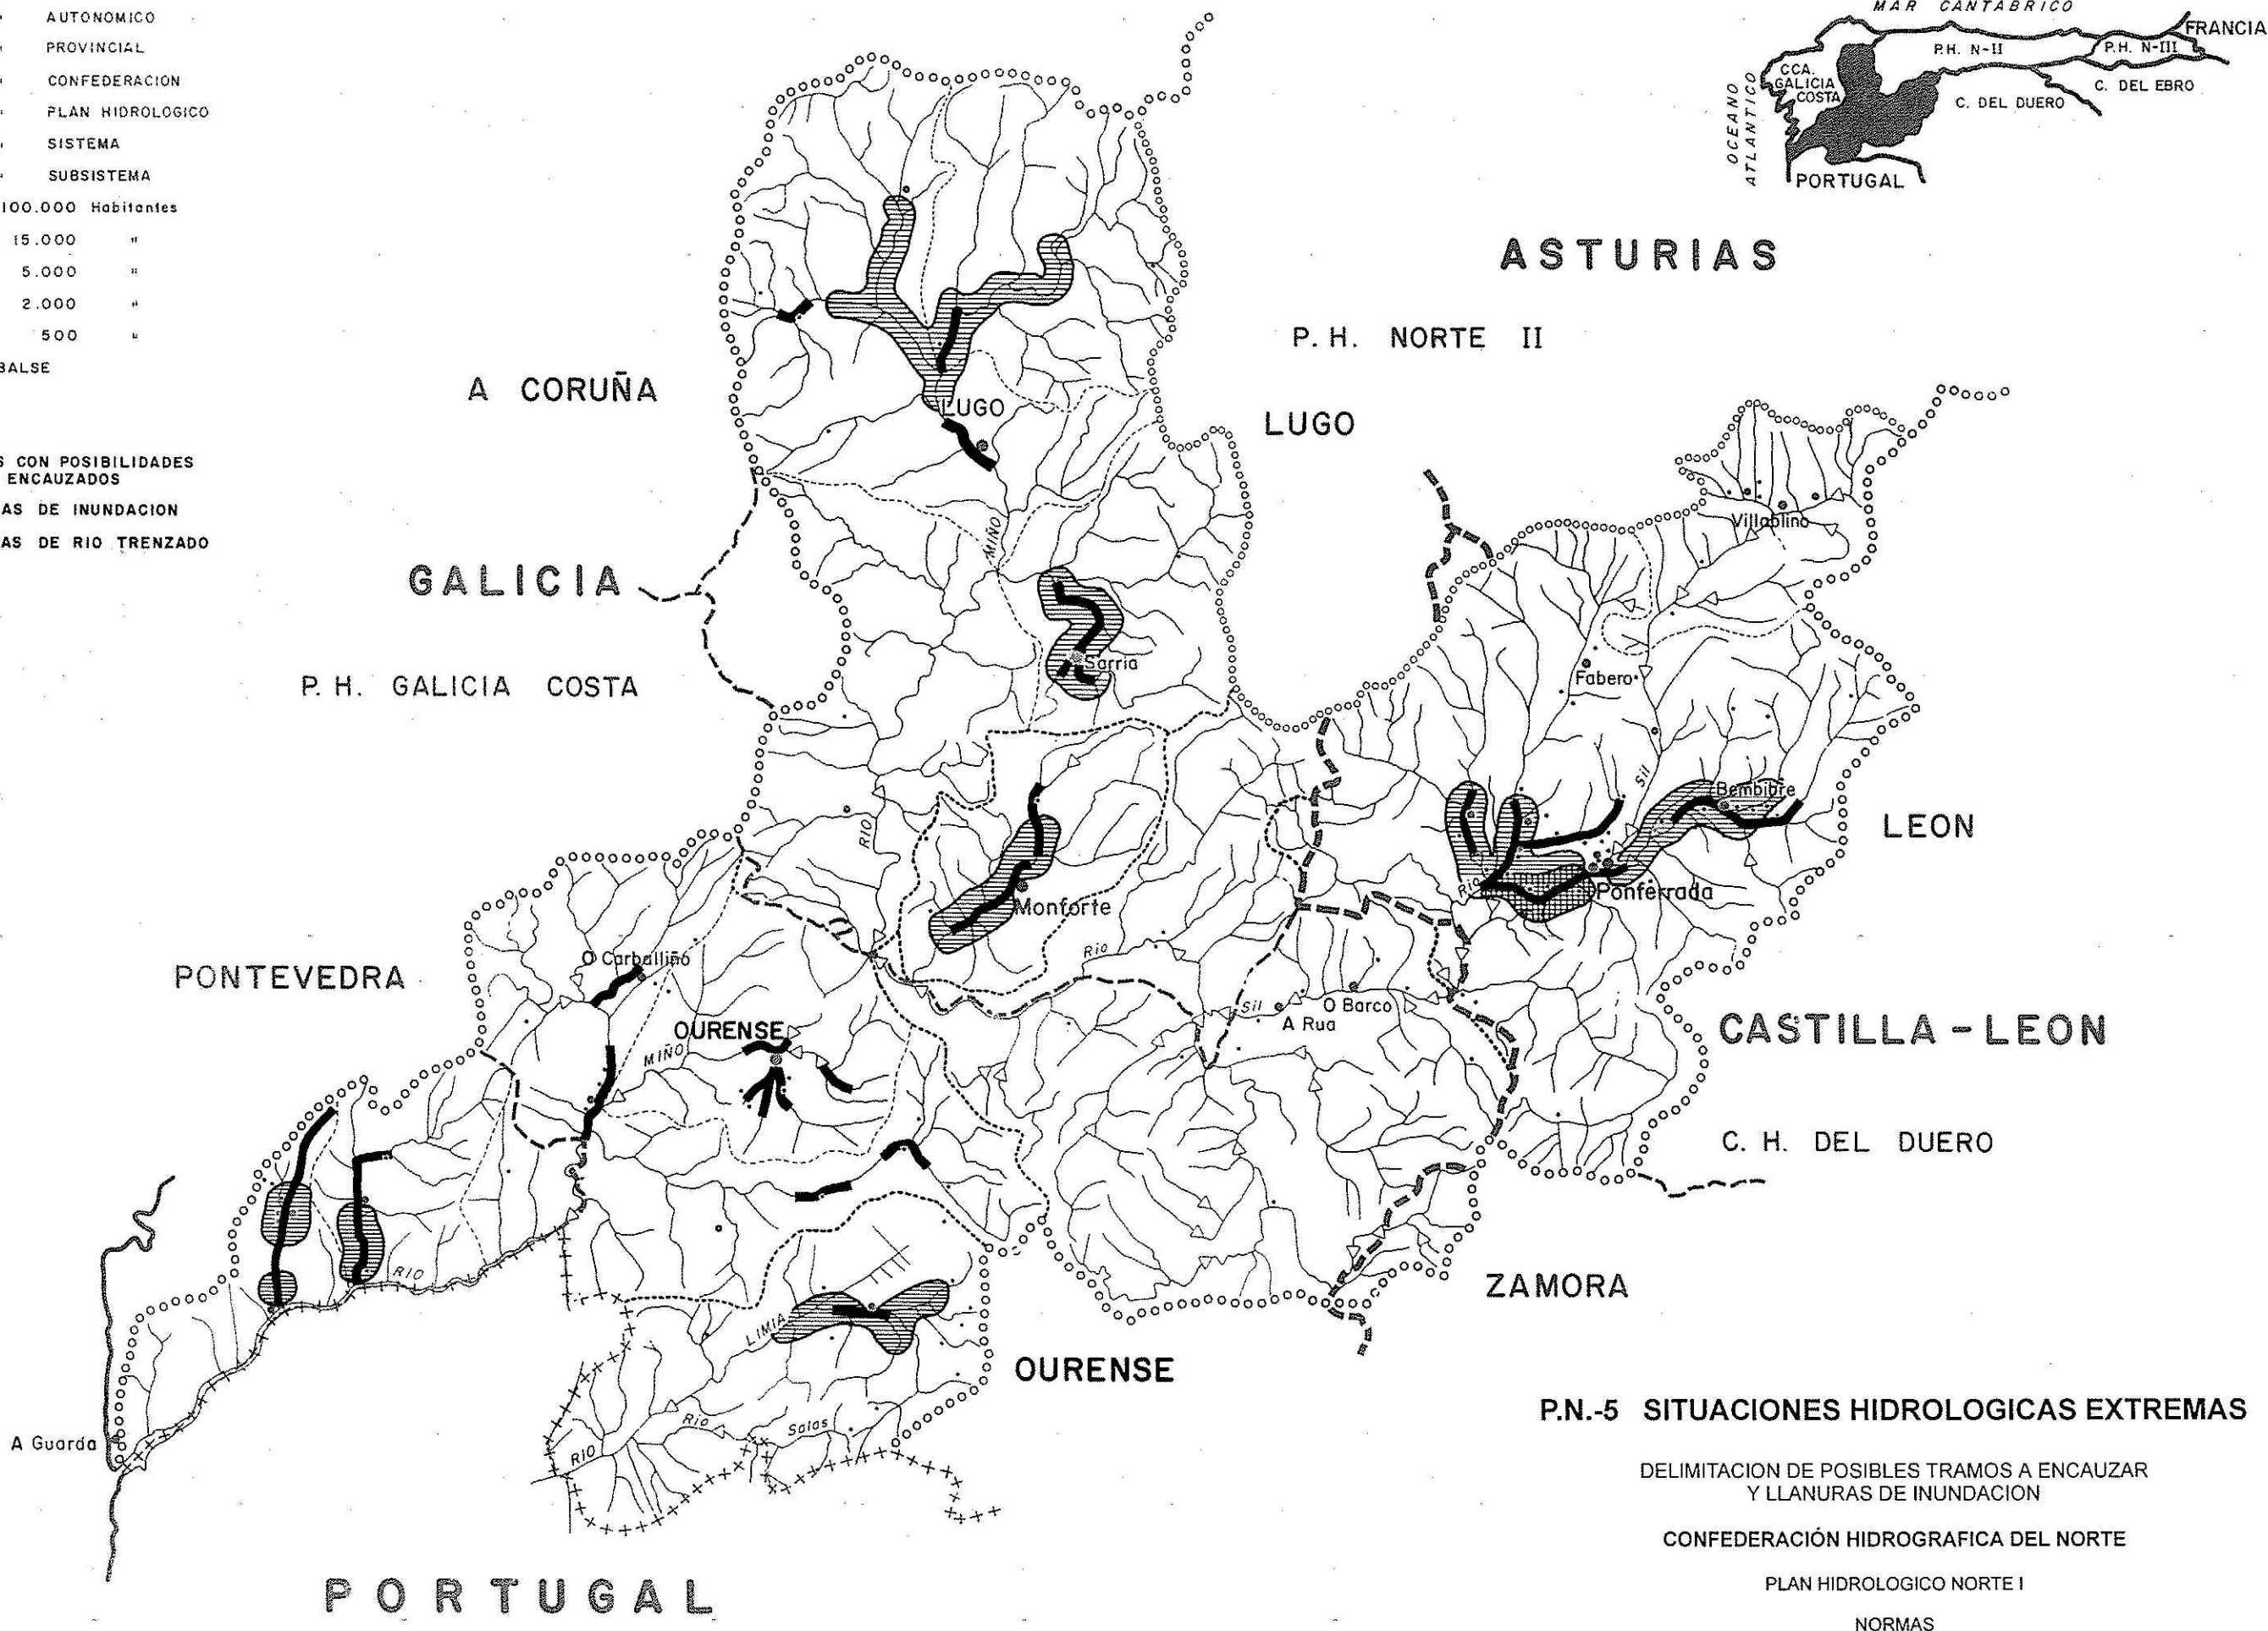 AUTONOMICO
PROVINCIAL
CONFEDERACION
PLAN HIDROLOGICO
SISTEMA
SUBSISTEMA
100.000 Habitantes
15.000 "
5.000 "
2.000 "
500 "
BALSE
S CON POSIBILIDADES
ENCAUZADOS
AS DE INUNDACION
AS DE RIO TRENZADO
MAR CANTABRICO
FRANCIA
P.H. N-II
P.H. N-III
CCA.
GALICIA
COSTA
C. DEL DUERO
C. DEL EBRO
OCEANO
ATLANTICO
PORTUGAL
ASTURIAS
P. H. NORTE II
A CORUÑA
LUGO
LUGO
Villablino
MIÑO
GALICIA
Sarria
Fabero
P. H. GALICIA COSTA
Sil
Bembibre
RIO
LEON
Rio
Ponferrada
Monforte
Rio
O Carballiño
PONTEVEDRA
Sil
O Barco
A Rua
OURENSE
MIÑO
CASTILLA - LEON
C. H. DEL DUERO
RIO
ZAMORA
LIMIA
OURENSE
Rio
Salas
A Guarda
RIO
P.N.-5 SITUACIONES HIDROLOGICAS EXTREMAS
DELIMITACION DE POSIBLES TRAMOS A ENCAUZAR
Y LLANURAS DE INUNDACION
CONFEDERACIÓN HIDROGRAFICA DEL NORTE
PLAN HIDROLOGICO NORTE I
PORTUGAL
NORMAS